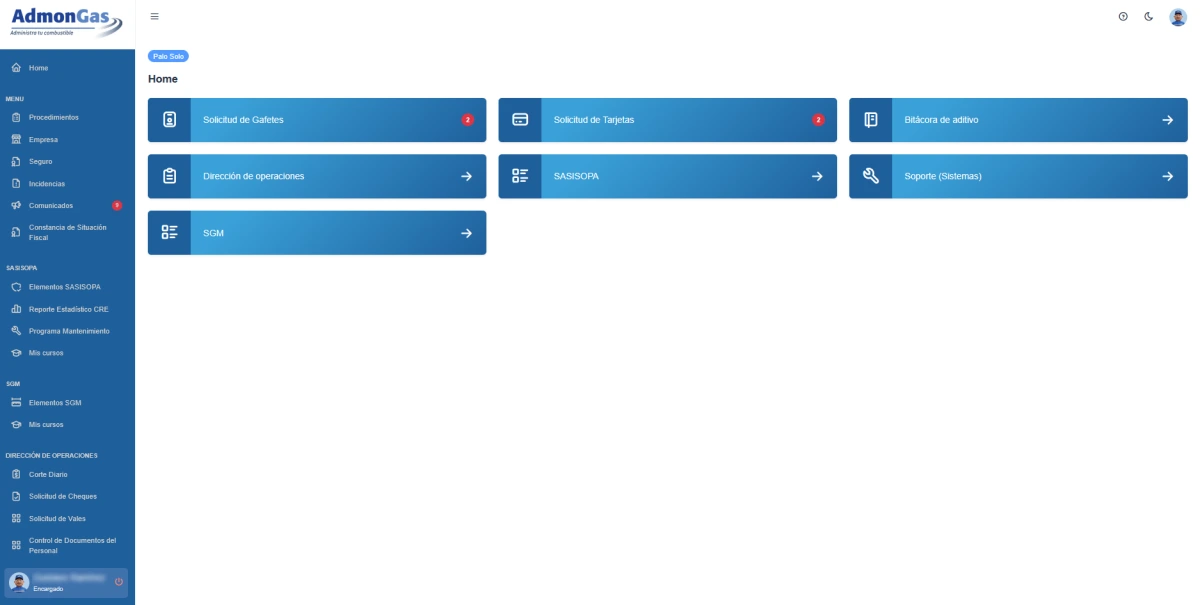 AdmonGas
Administra tu combustible
Home
MENU
Procedimientos
Empresa
Seguro
Incidencias
Comunicados 9
Constancia de Situación
Fiscal
SASISOPA
Elementos SASISOPA
Reporte Estadístico CRE
Programa Mantenimiento
Mis cursos
SGM
Elementos SGM
Mis cursos
DIRECCIÓN DE OPERACIONES
Corte Diario
Solicitud de Cheques
Solicitud de Vales
Control de Documentos del
Personal
Encargado
Palo Solo
Home
Solicitud de Gafetes 2
Solicitud de Tarjetas 2
Bitácora de aditivo
Dirección de operaciones
SASISOPA
Soporte (Sistemas)
SGM